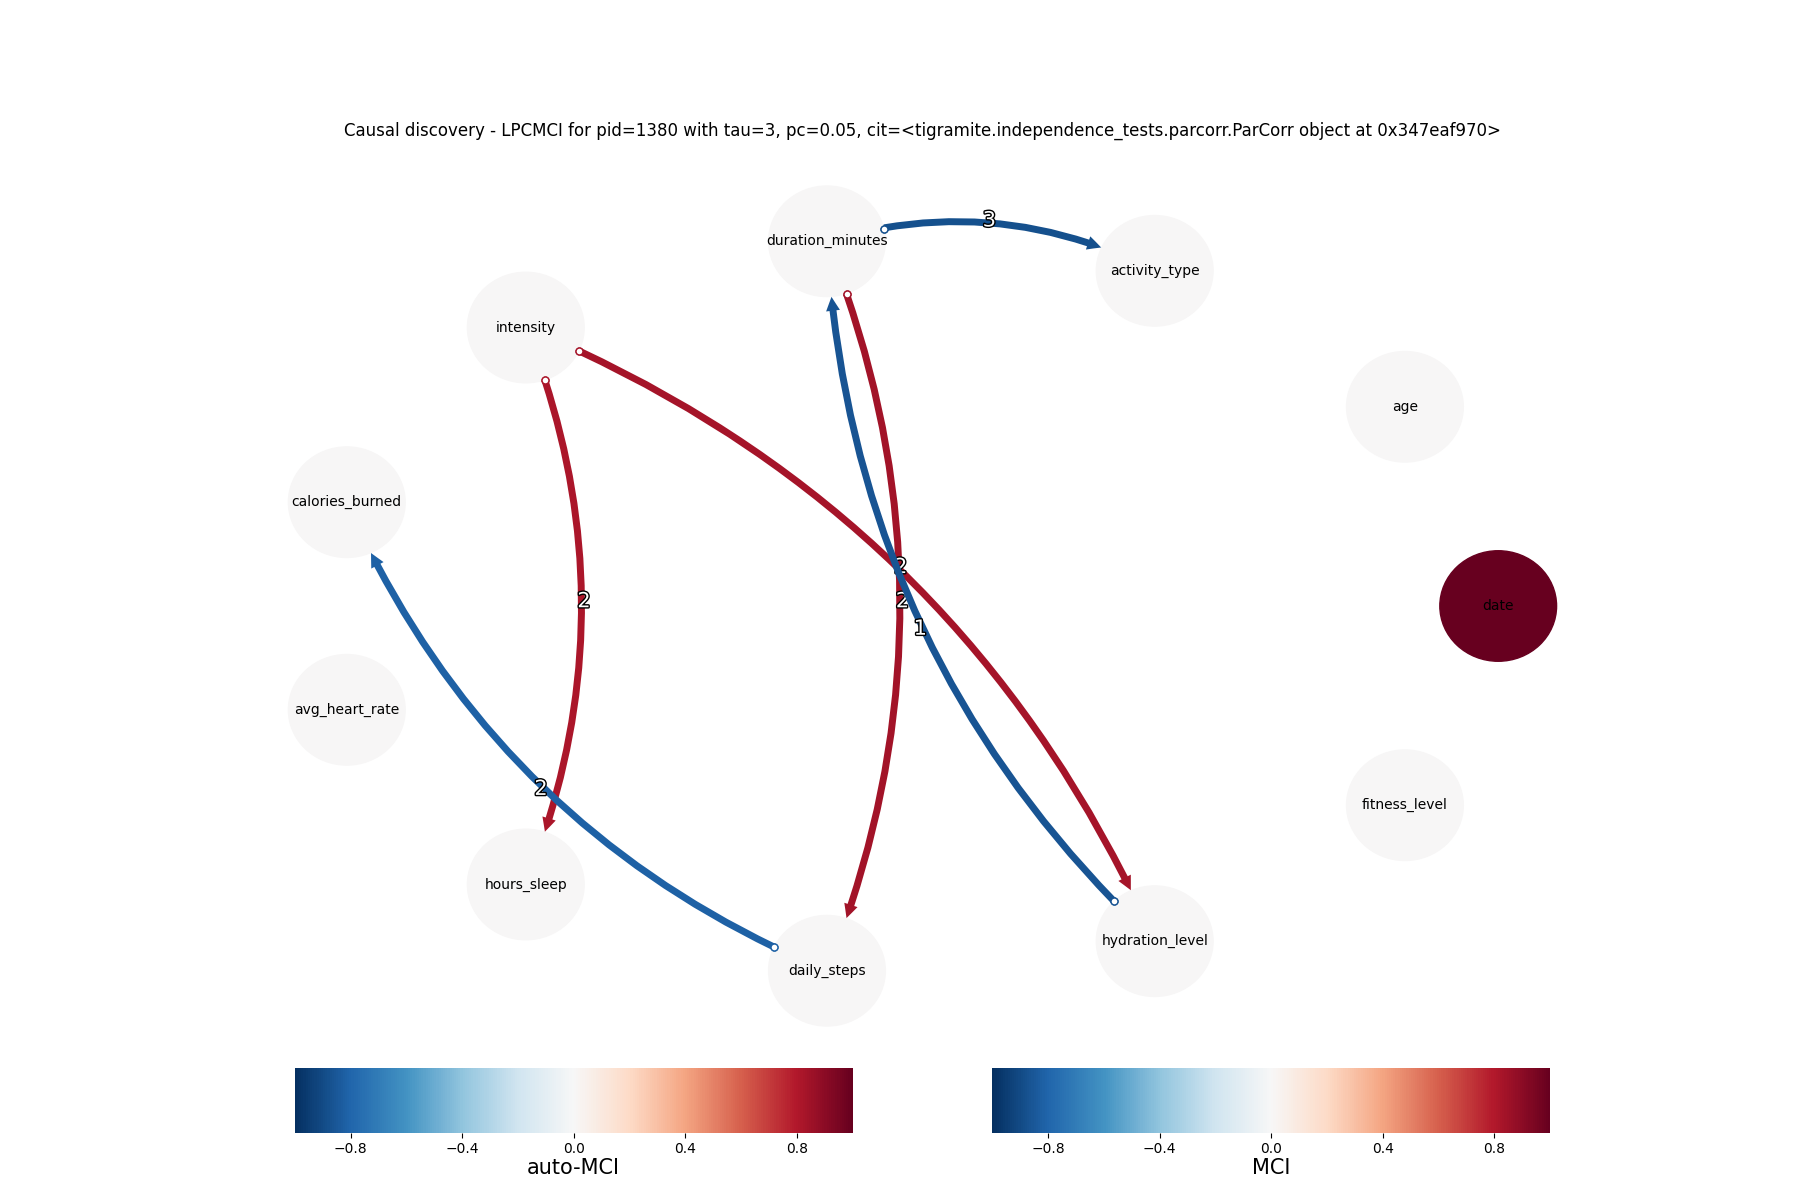 Causal discovery - LPCMCI for pid=1380 with tau=3, pc=0.05, cit=<tigramite.independence_tests.parcorr.ParCorr object at 0x347eaf970>
3
duration_minutes
activity_type
intensity
age
calories_burned
2
2
2
date
1
avg_heart_rate
2
fitness_level
hours_sleep
hydration_level
daily_steps
−0.8 −0.4 0.0 0.4 0.8
auto-MCI
−0.8 −0.4 0.0 0.4 0.8
MCI